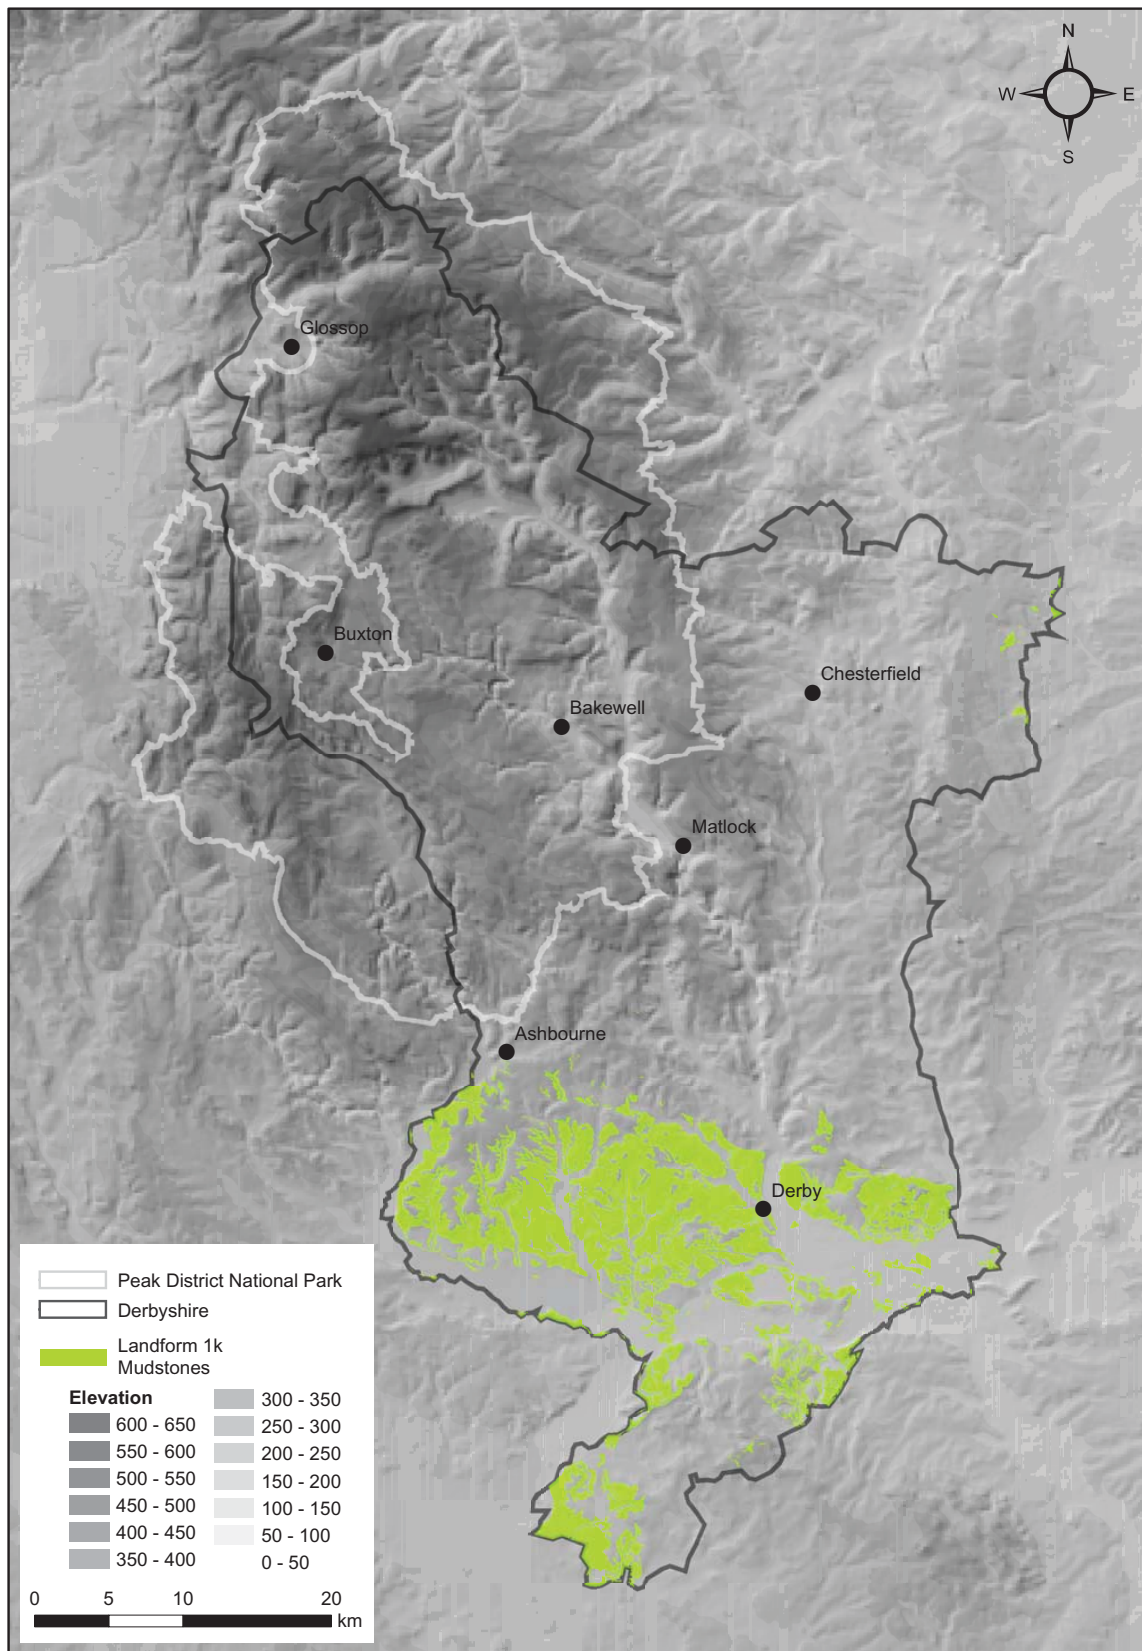 N
W E
S
Glossop
Buxton
Chesterfield
Bakewell
Matlock
Ashbourne
Derby
Peak District National Park
Derbyshire
Landform 1k
Mudstones
Elevation
600 - 650
550 - 600
500 - 550
450 - 500
400 - 450
350 - 400
300 - 350
250 - 300
200 - 250
150 - 200
100 - 150
50 - 100
0 - 50
0 5 10 20
km